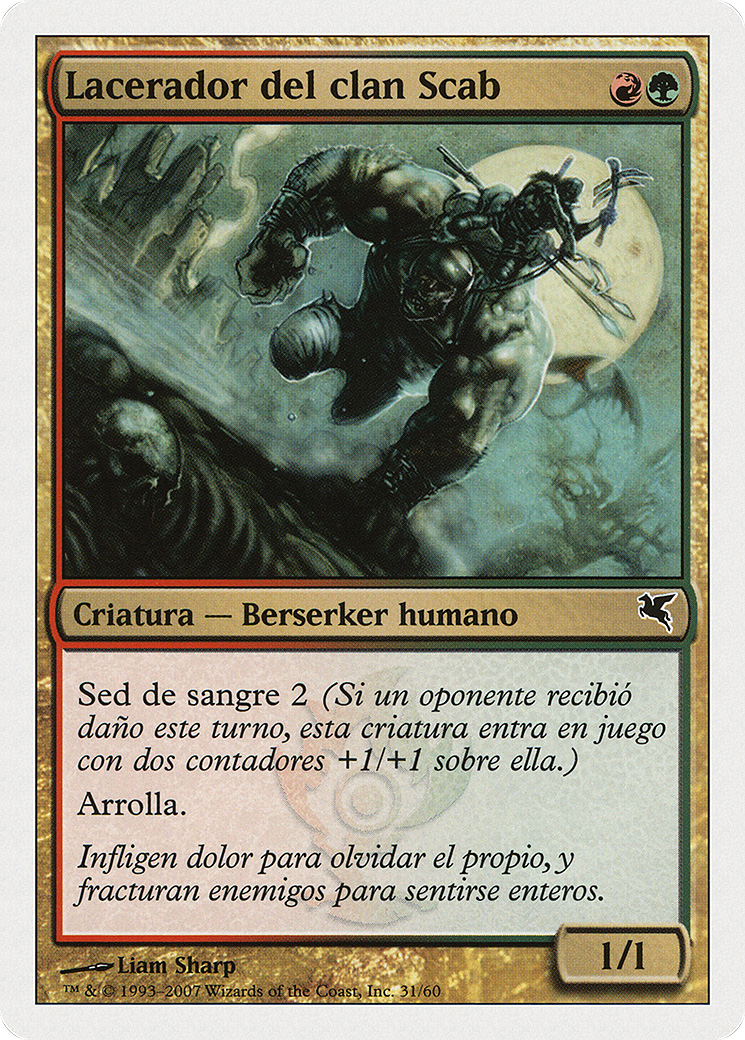 Lacerador del clan Scab
Criatura — Berserker humano
Sed de sangre 2 (Si un oponente recibió
daño este turno, esta criatura entra en juego
con dos contadores +1/+1 sobre ella.)
Arrolla.
Infligen dolor para olvidar el propio, y
fracturan enemigos para sentirse enteros.
1/1
Liam Sharp
™ & © 1993–2007 Wizards of the Coast, Inc. 31/60